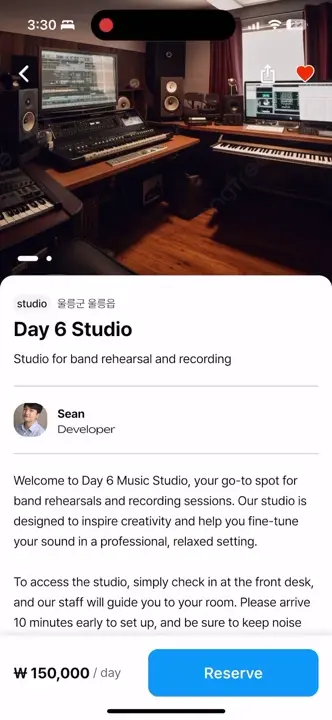 3:30
studio 울릉군 울릉읍
Day 6 Studio
Studio for band rehearsal and recording
Sean
Developer
Welcome to Day 6 Music Studio, your go-to spot for
band rehearsals and recording sessions. Our studio is
designed to inspire creativity and help you fine-tune
your sound in a professional, relaxed setting.
To access the studio, simply check in at the front desk,
and our staff will guide you to your room. Please arrive
10 minutes early to set up, and be sure to keep noise
₩ 150,000 / day
Reserve